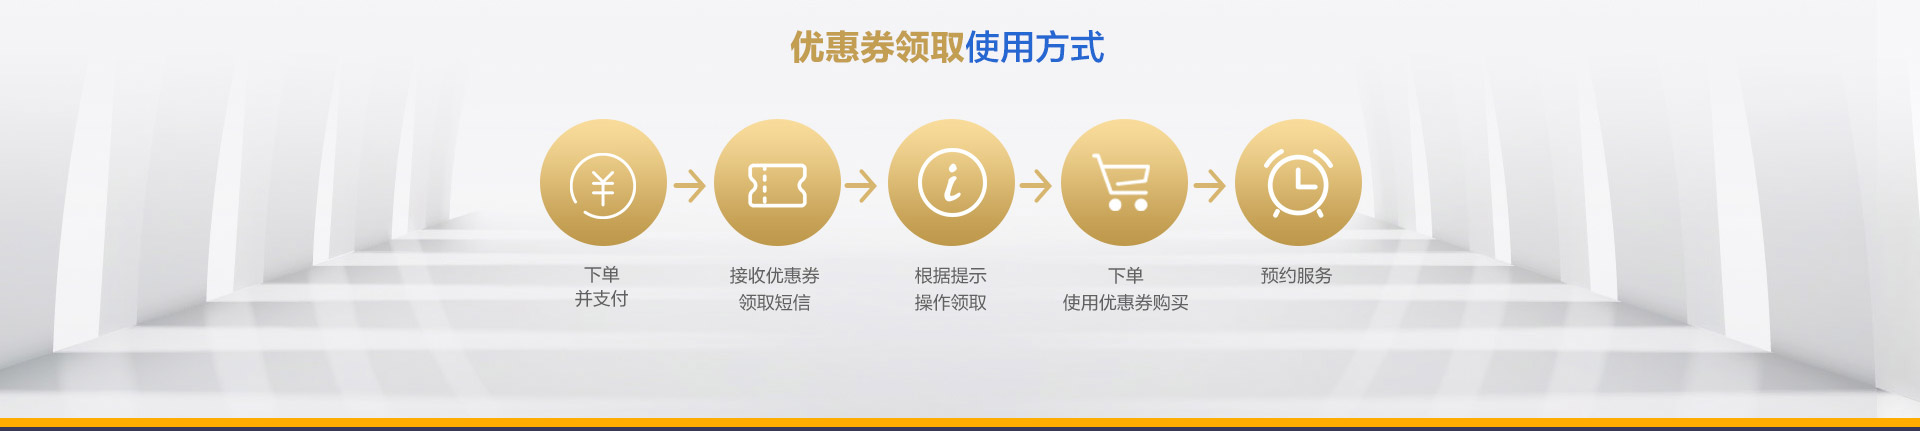 优惠券领取使用方式
下单
并支付
接收优惠券
领取短信
根据提示
操作领取
下单
使用优惠券购买
预约服务